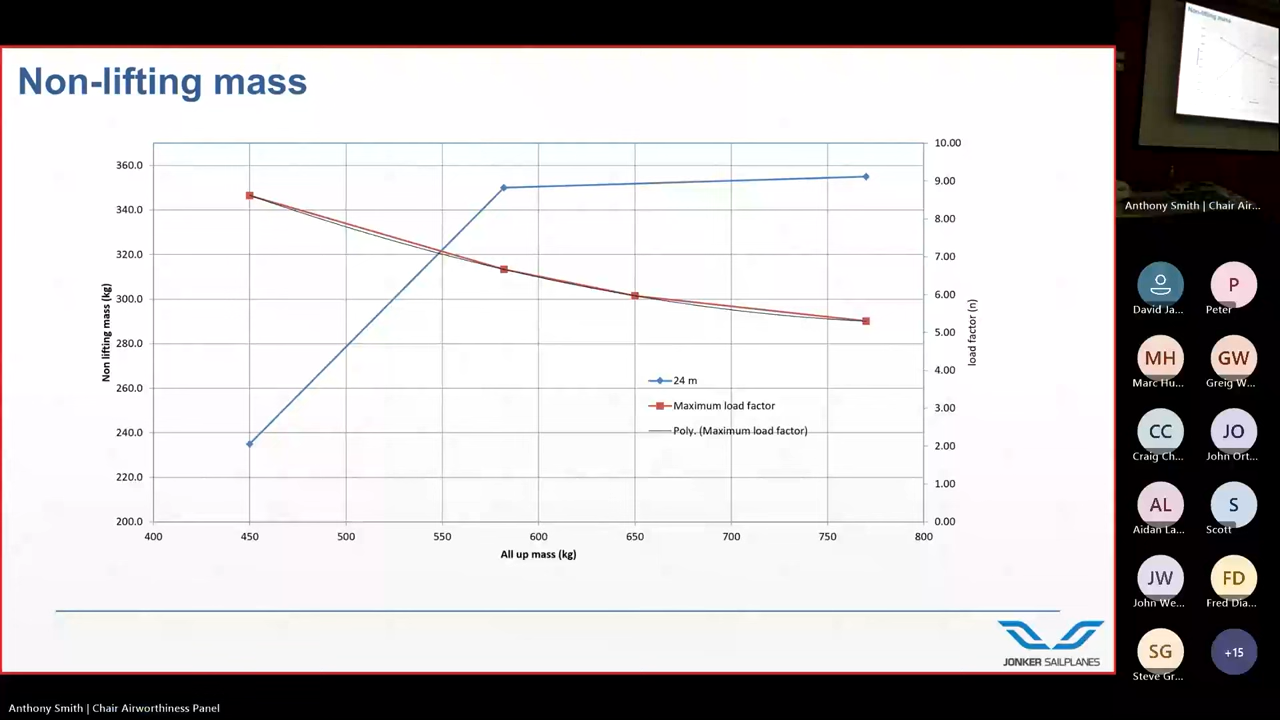 Non-lifting mass
Non-lifting mass
360.0
340.0
320.0
300.0
280.0
260.0
240.0
220.0
200.0
Non lifting mass (kg)
10.00
9.00
8.00
7.00
6.00
5.00
4.00
3.00
2.00
1.00
0.00
load factor (n)
24 m
Maximum load factor
Poly. (Maximum load factor)
400 450 500 550 600 650 700 750 800
All up mass (kg)
JONKER SAILPLANES
Anthony Smith | Chair Airworthiness Panel
Anthony Smith | Chair Air...
David Ja...
P
Peter
MH
Marc Hu...
GW
Greig W...
CC
Craig Ch...
JO
John Ort...
AL
Aidan La...
S
Scott
JW
John We...
FD
Fred Dia...
SG
Steve Gr...
+15